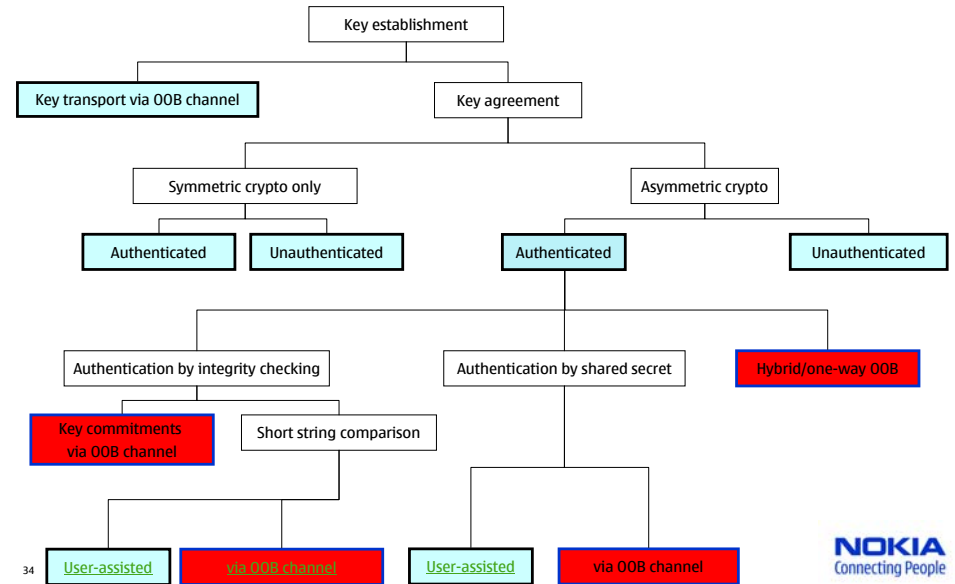 Key establishment
Key transport via OOB channel
Key agreement
Symmetric crypto only
Asymmetric crypto
Authenticated
Unauthenticated
Authenticated
Unauthenticated
Authentication by integrity checking
Authentication by shared secret
Hybrid/one-way OOB
Key commitments
via OOB channel
Short string comparison
User-assisted
via OOB channel
User-assisted
via OOB channel
34
NOKIA
Connecting People